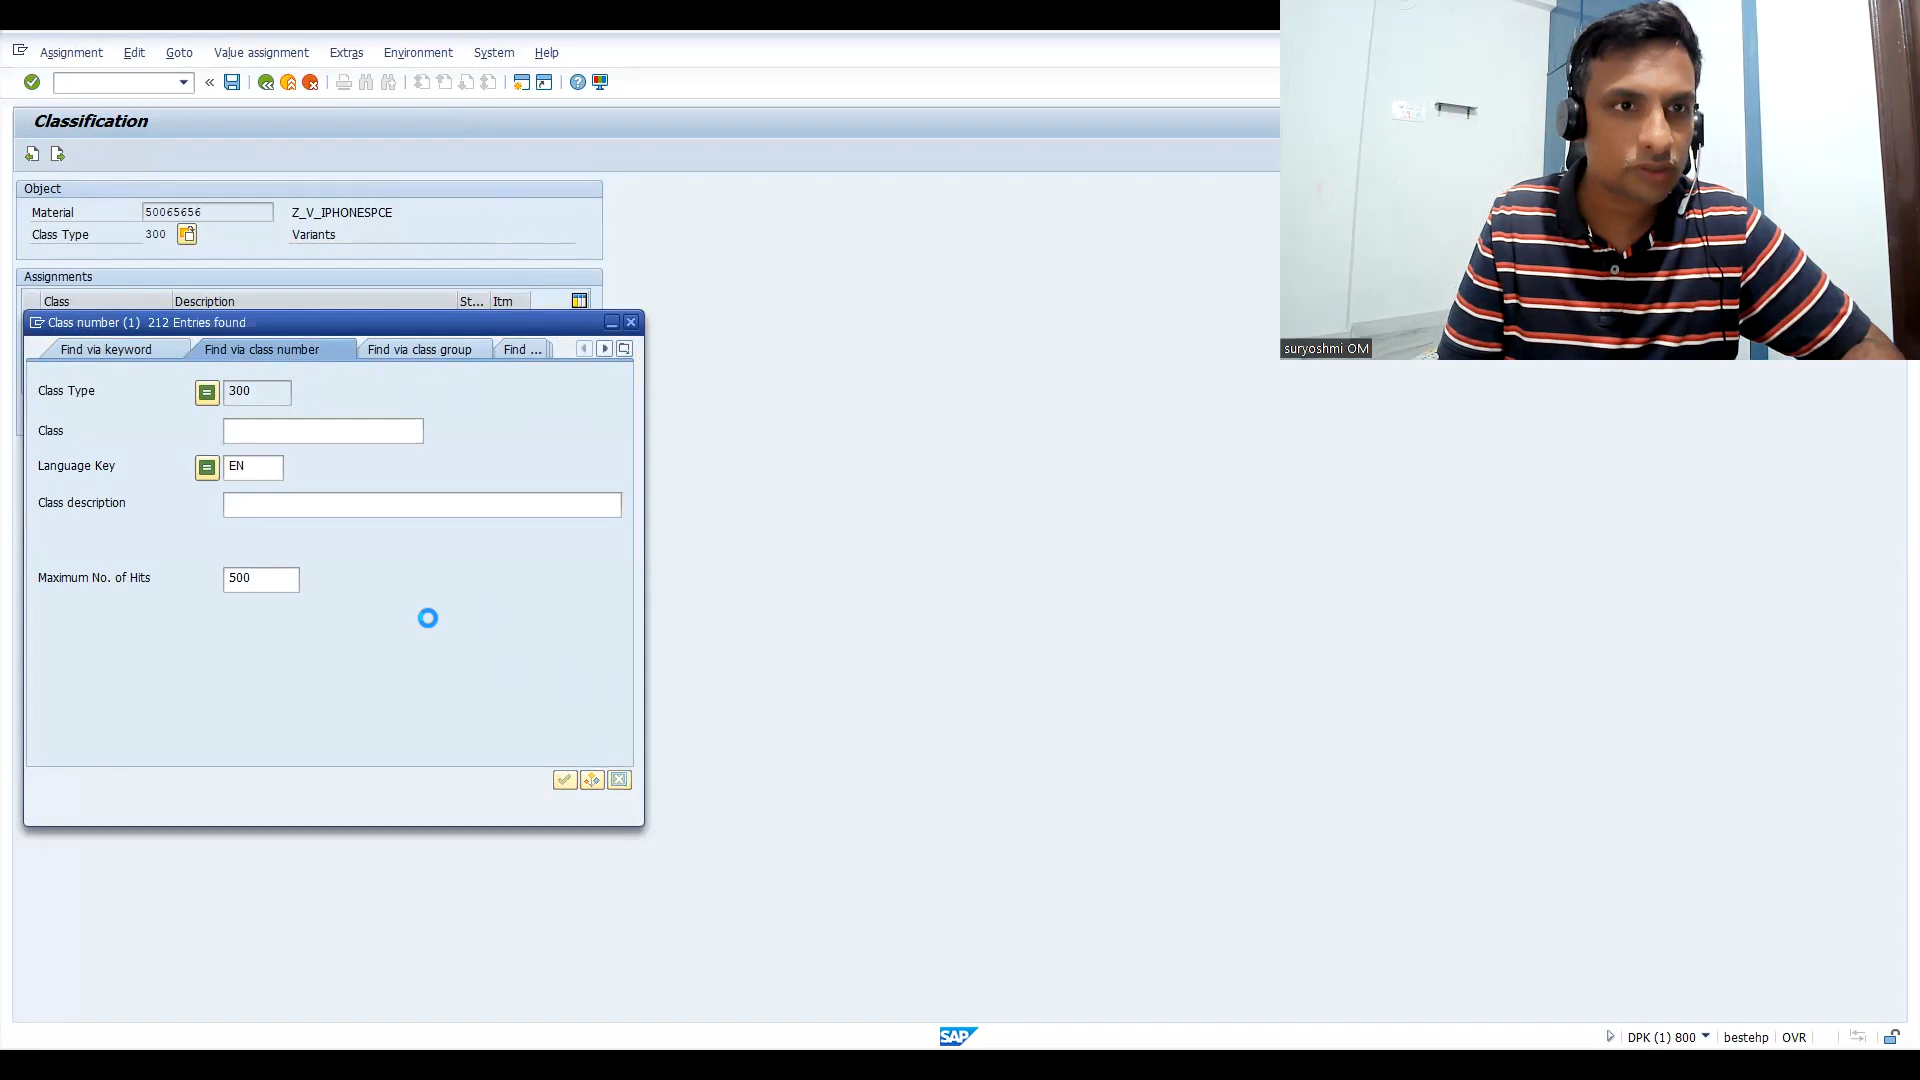 Assignment Edit Goto Value assignment Extras Environment System Help
Classification
Object
Material 50065656 Z_V_IPHONESPCE
Class Type 300 Variants
Assignments
Class Description St... Itm
Class number (1) 212 Entries found
Find via keyword Find via class number Find via class group Find ...
suryoshmi OM
Class Type 300
Class
Language Key EN
Class description
Maximum No. of Hits 500
SAP DPK (1) 800 bestehp OVR